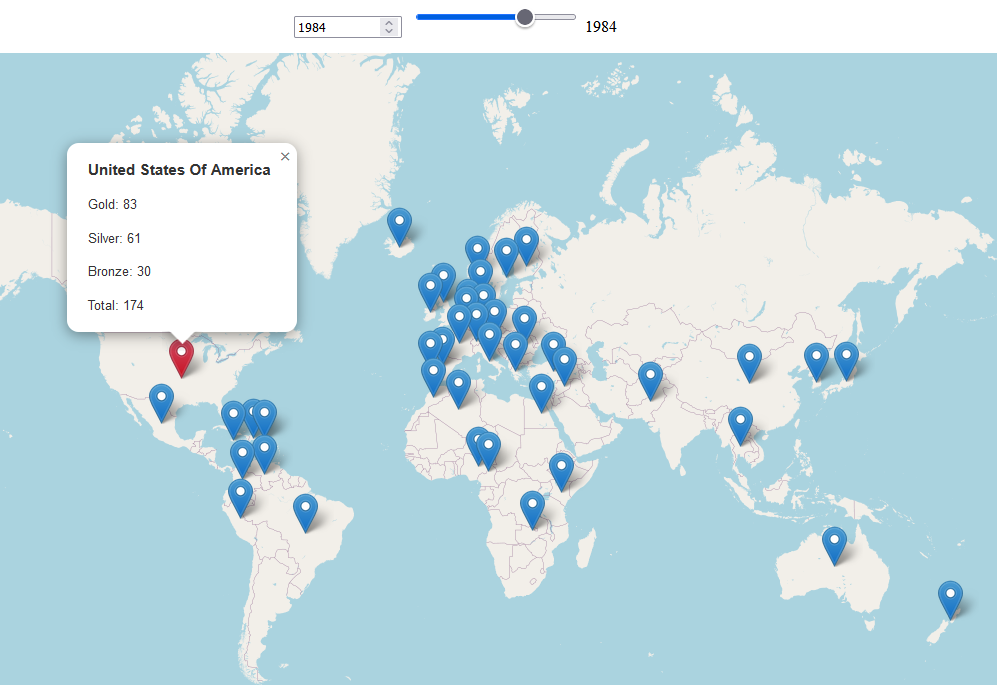 1984 1984
United States Of America ×
Gold: 83
Silver: 61
Bronze: 30
Total: 174